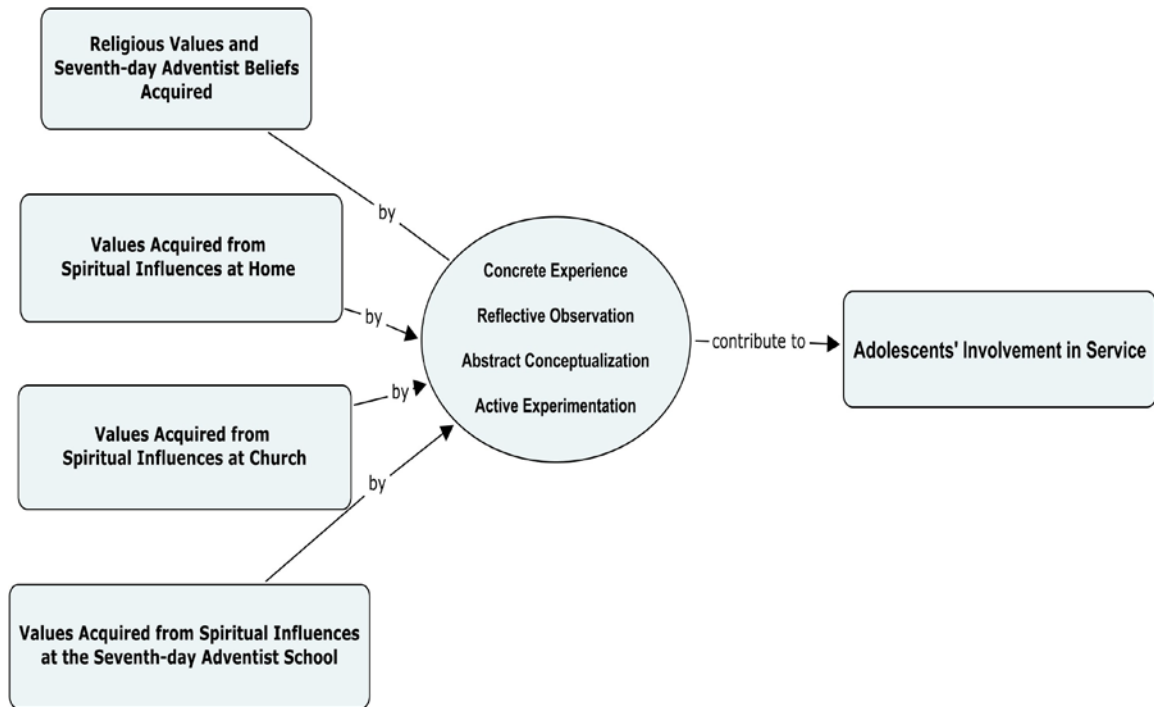 Religious Values and
Seventh-day Adventist Beliefs
Acquired
by
Values Acquired from
Spiritual Influences at Home
by
Values Acquired from
Spiritual Influences at Church
by
Values Acquired from Spiritual Influences
at the Seventh-day Adventist School
by
Concrete Experience
Reflective Observation
Abstract Conceptualization
Active Experimentation
contribute to
Adolescents' Involvement in Service